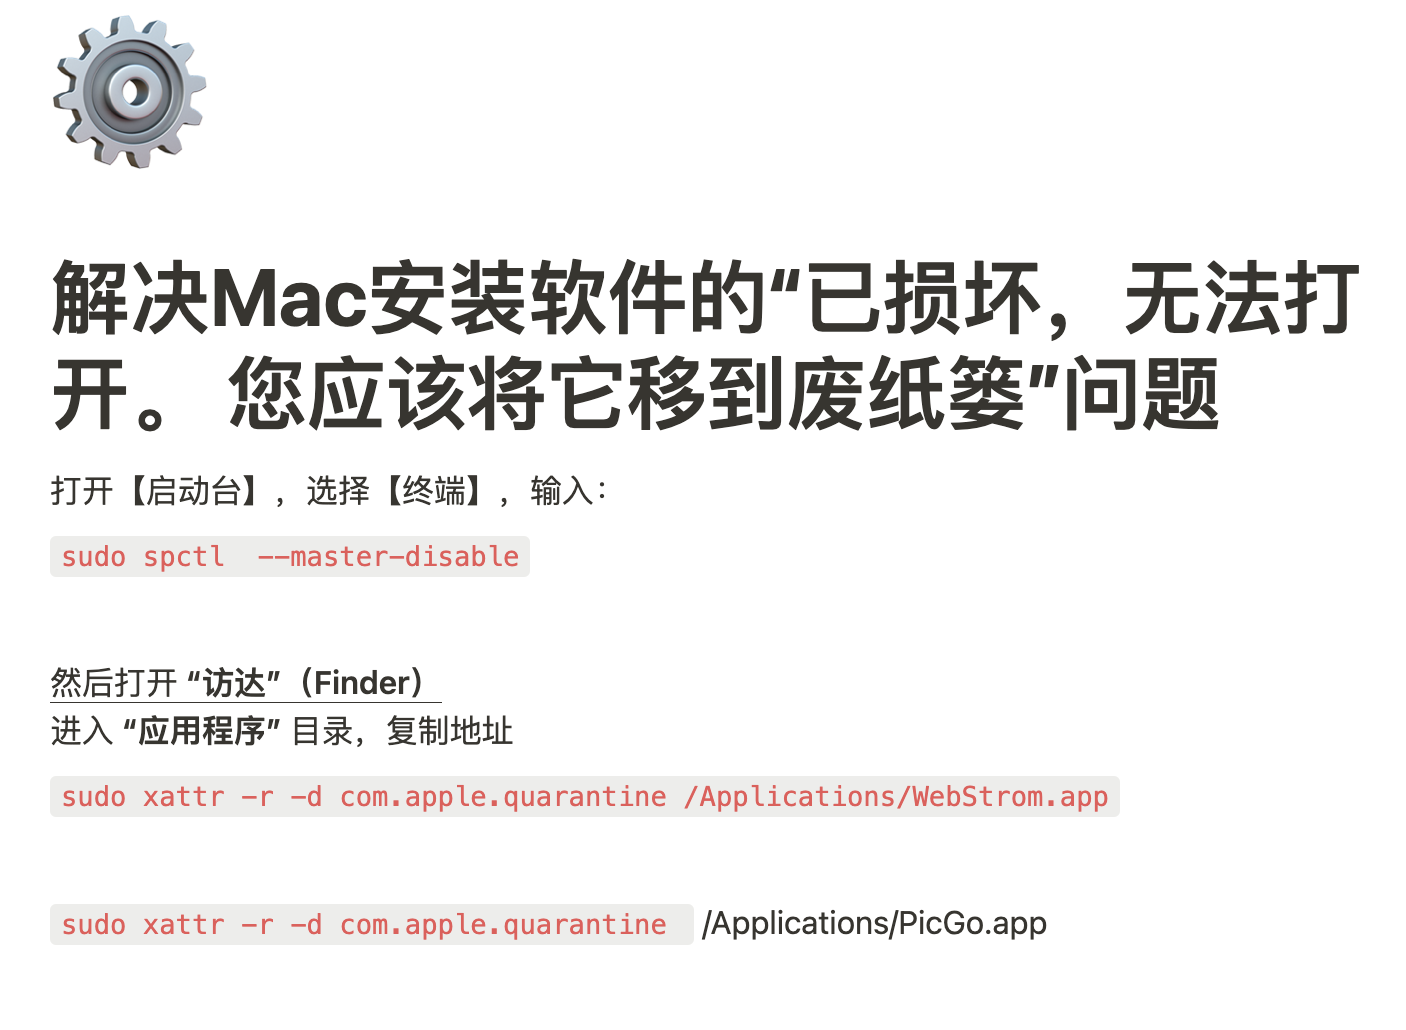 解决Mac安装软件的“已损坏，无法打
开。 您应该将它移到废纸篓”问题
打开【启动台】，选择【终端】，输入：
sudo spctl  --master-disable
然后打开 “访达”（Finder）
进入 “应用程序” 目录，复制地址
sudo xattr -r -d com.apple.quarantine /Applications/WebStrom.app
sudo xattr -r -d com.apple.quarantine  /Applications/PicGo.app